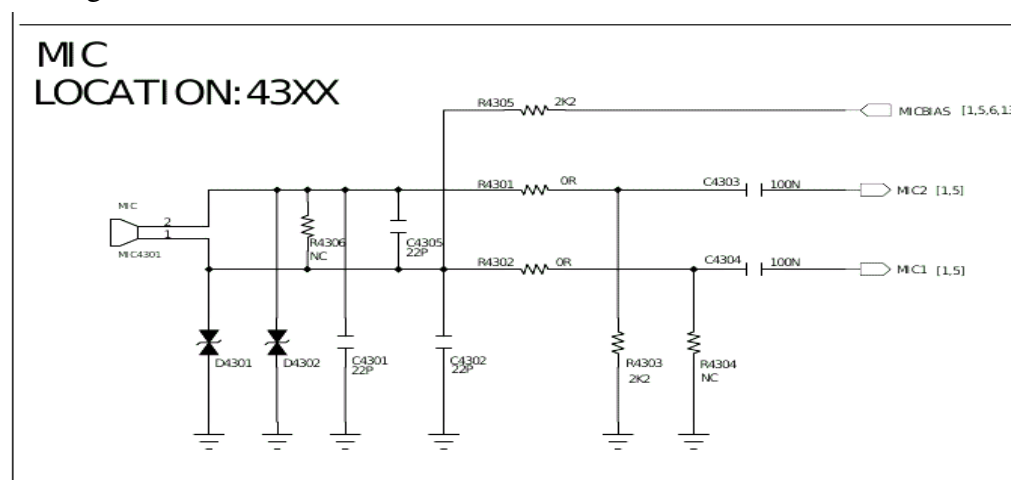 MIC
LOCATION:43XX
R4305 2K2
MICBIAS [1,5,6,13
R4301 0R
C4303 100N
MIC2 [1,5]
MIC
2
1
MIC4301
R4306
NC
C4305
22P
R4302 0R
C4304 100N
MIC1 [1,5]
D4301
D4302
C4301
22P
C4302
22P
R4303
2K2
R4304
NC